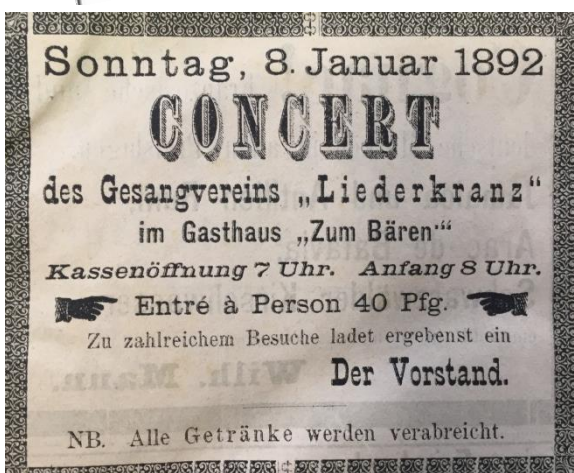 Sonntag, 8. Januar 1892
CONCERT
des Gesangvereins „Liederkranz“
im Gasthaus „Zum Bären“
Kassenöffnung 7 Uhr. Anfang 8 Uhr.
Entré à Person 40 Pfg.
Zu zahlreichem Besuche ladet ergebenst ein
Der Vorstand.
NB. Alle Getränke werden verabreicht.